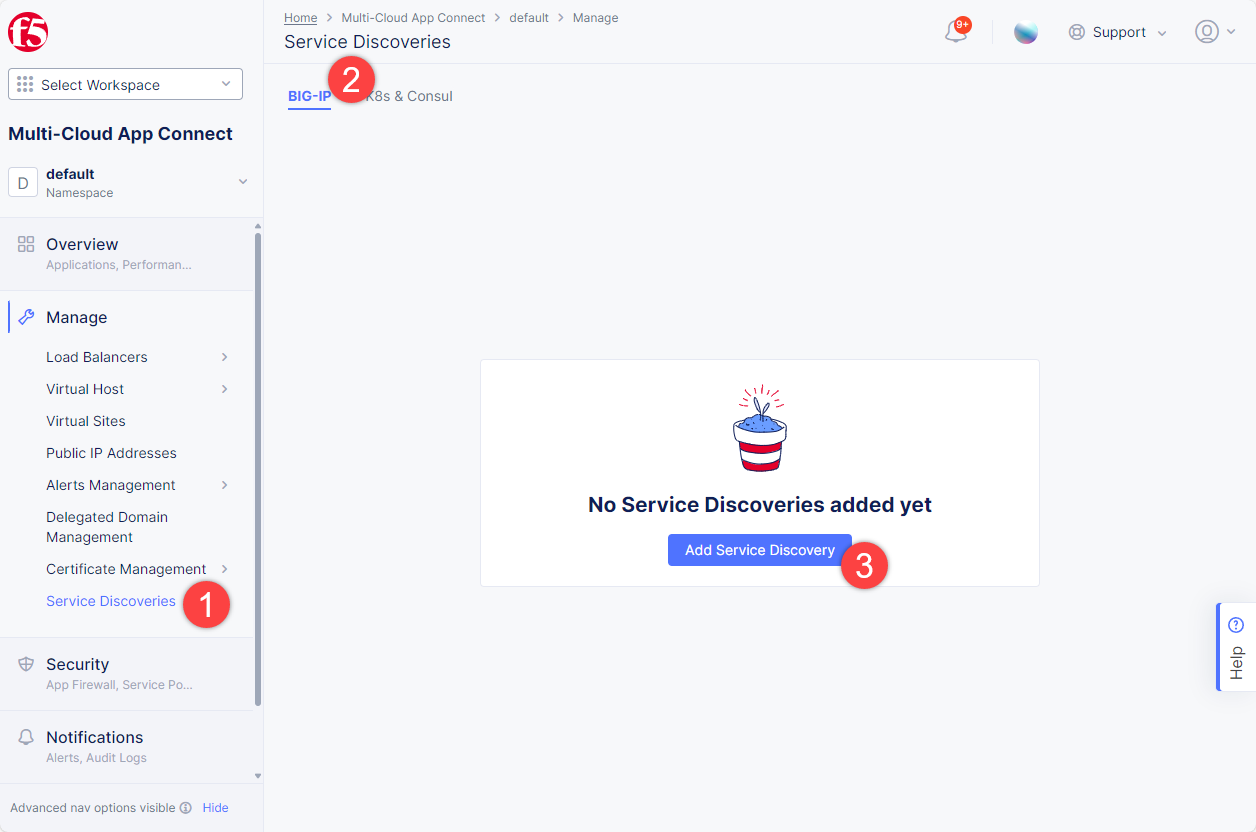 f5
Select Workspace
Multi-Cloud App Connect
D
default
Namespace
Overview
Applications, Performan...
Manage
Load Balancers
Virtual Host
Virtual Sites
Public IP Addresses
Alerts Management
Delegated Domain
Management
Certificate Management
Service Discoveries
1
Security
App Firewall, Service Po...
Notifications
Alerts, Audit Logs
Advanced nav options visible Hide
Home > Multi-Cloud App Connect > default > Manage
Service Discoveries
9+
Support
BIG-IP
2
K8s & Consul
No Service Discoveries added yet
Add Service Discovery
3
? Help